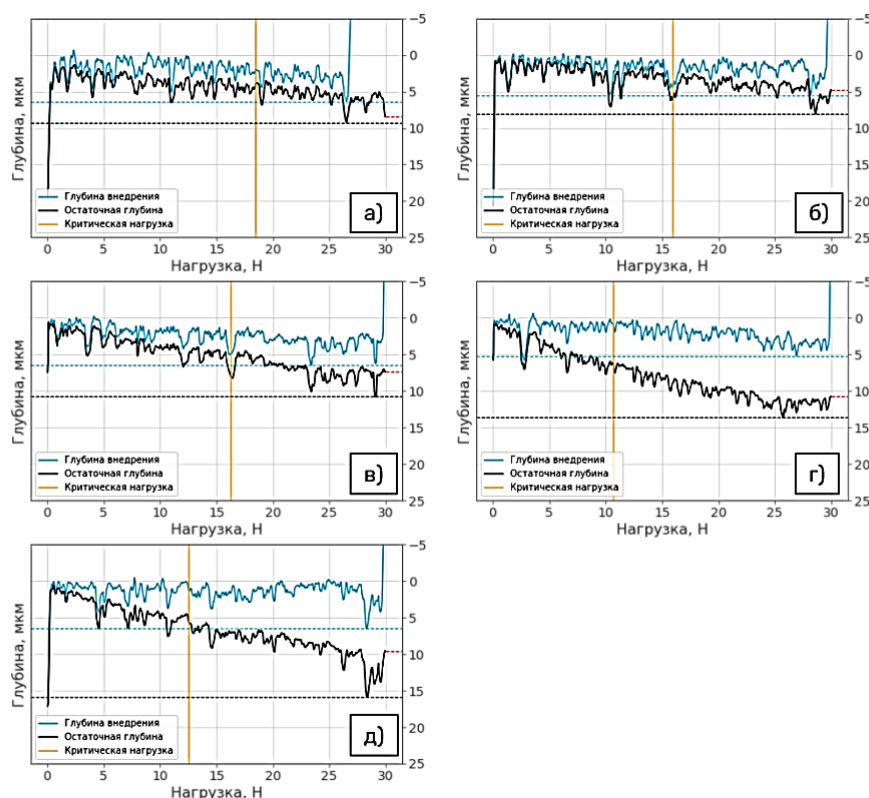 −5
0
5
10
15
20
25
Глубина, мкм
Глубина внедрения
Остаточная глубина
Критическая нагрузка
а)
0 5 10 15 20 25 30
Нагрузка, Н
−5
0
5
10
15
20
25
Глубина, мкм
Глубина внедрения
Остаточная глубина
Критическая нагрузка
б)
0 5 10 15 20 25 30
Нагрузка, Н
−5
0
5
10
15
20
25
Глубина, мкм
Глубина внедрения
Остаточная глубина
Критическая нагрузка
в)
0 5 10 15 20 25 30
Нагрузка, Н
−5
0
5
10
15
20
25
Глубина, мкм
Глубина внедрения
Остаточная глубина
Критическая нагрузка
г)
0 5 10 15 20 25 30
Нагрузка, Н
−5
0
5
10
15
20
25
Глубина, мкм
Глубина внедрения
Остаточная глубина
Критическая нагрузка
д)
0 5 10 15 20 25 30
Нагрузка, Н